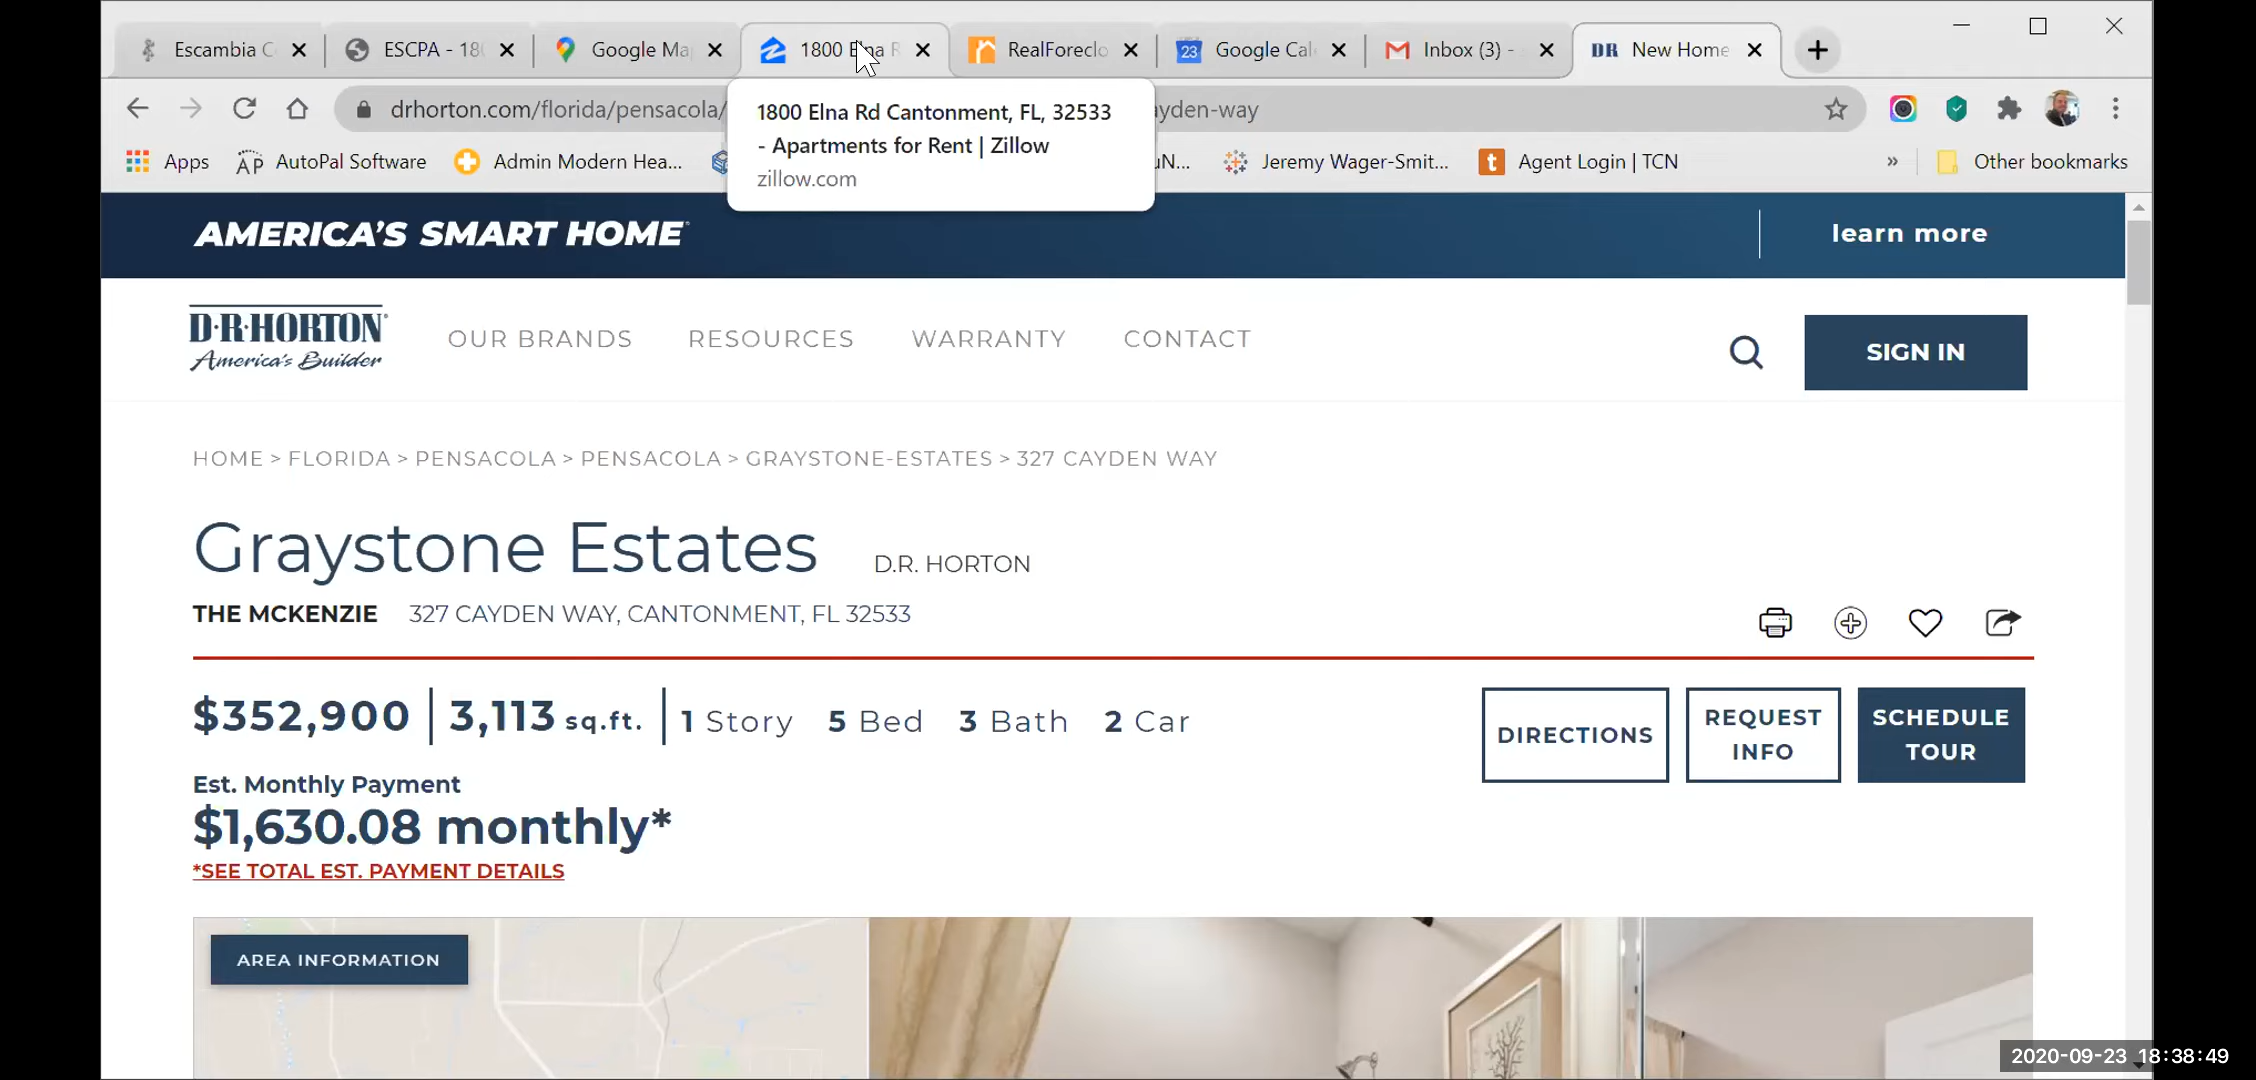 Escambia C
ESCPA - 18
Google Ma
1800 Elna R
RealForeclo
23
Google Cal
Inbox (3) -
DR
New Home
drhorton.com/florida/pensacola/
ayden-way
1800 Elna Rd Cantonment, FL, 32533
- Apartments for Rent | Zillow
zillow.com
Apps
AP
AutoPal Software
Admin Modern Hea...
uN...
Jeremy Wager-Smit...
t
Agent Login | TCN
»
Other bookmarks
AMERICA'S SMART HOME
learn more
D·R·HORTON
America's Builder
OUR BRANDS
RESOURCES
WARRANTY
CONTACT
SIGN IN
HOME > FLORIDA > PENSACOLA > PENSACOLA > GRAYSTONE-ESTATES > 327 CAYDEN WAY
Graystone Estates
D.R. HORTON
THE MCKENZIE
327 CAYDEN WAY, CANTONMENT, FL 32533
$352,900
3,113 sq.ft.
1 Story
5 Bed
3 Bath
2 Car
DIRECTIONS
REQUEST
INFO
SCHEDULE
TOUR
Est. Monthly Payment
$1,630.08 monthly*
*SEE TOTAL EST. PAYMENT DETAILS
AREA INFORMATION
2020-09-23 18:38:49